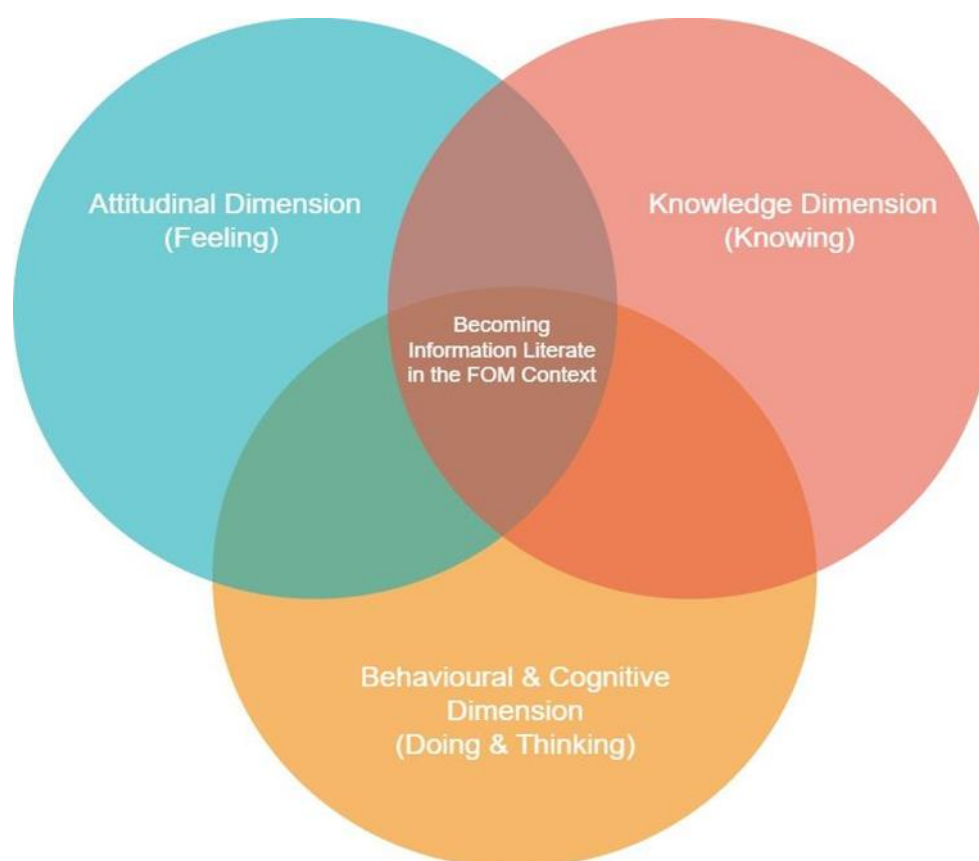 Attitudinal Dimension
(Feeling)
Knowledge Dimension
(Knowing)
Becoming
Information Literate
in the FOM Context
Behavioural & Cognitive
Dimension
(Doing & Thinking)